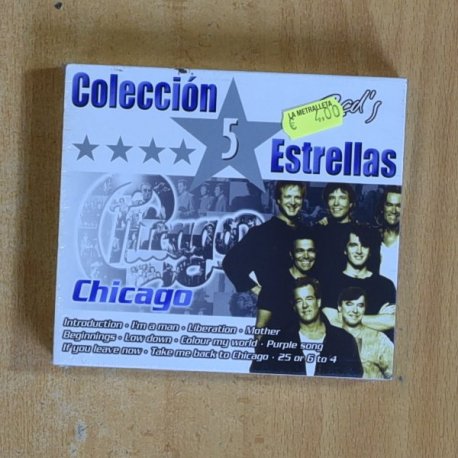 Colección
5
Estrellas
LA METRALLETA
€ 4.00
cd's
Chicago
Chicago
Introduction · I'm a man · Liberation · Mother
Beginnings · Low down · Colour my world · Purple song
If you leave now · Take me back to Chicago · 25 or 6 to 4